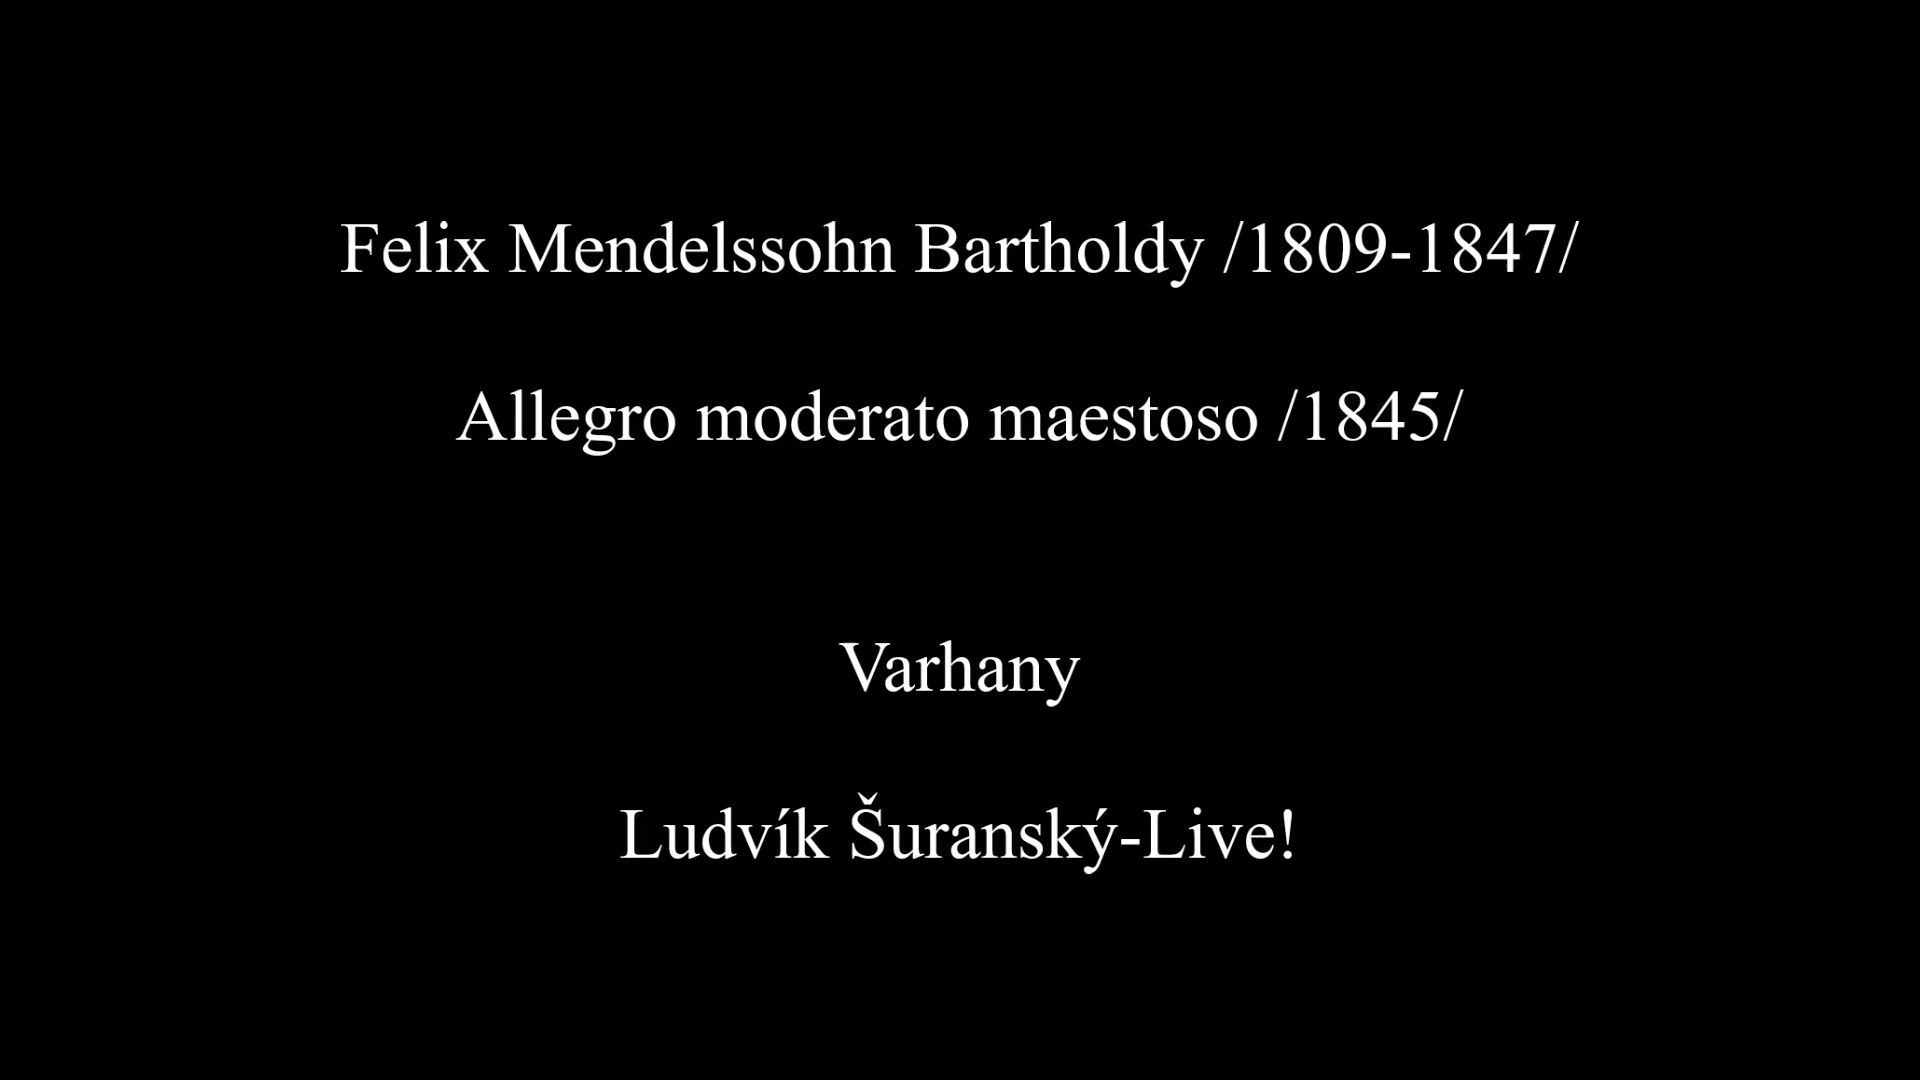 Felix Mendelssohn Bartholdy /1809-1847/
Allegro moderato maestoso /1845/
Varhany
Ludvík Šuranský-Live!